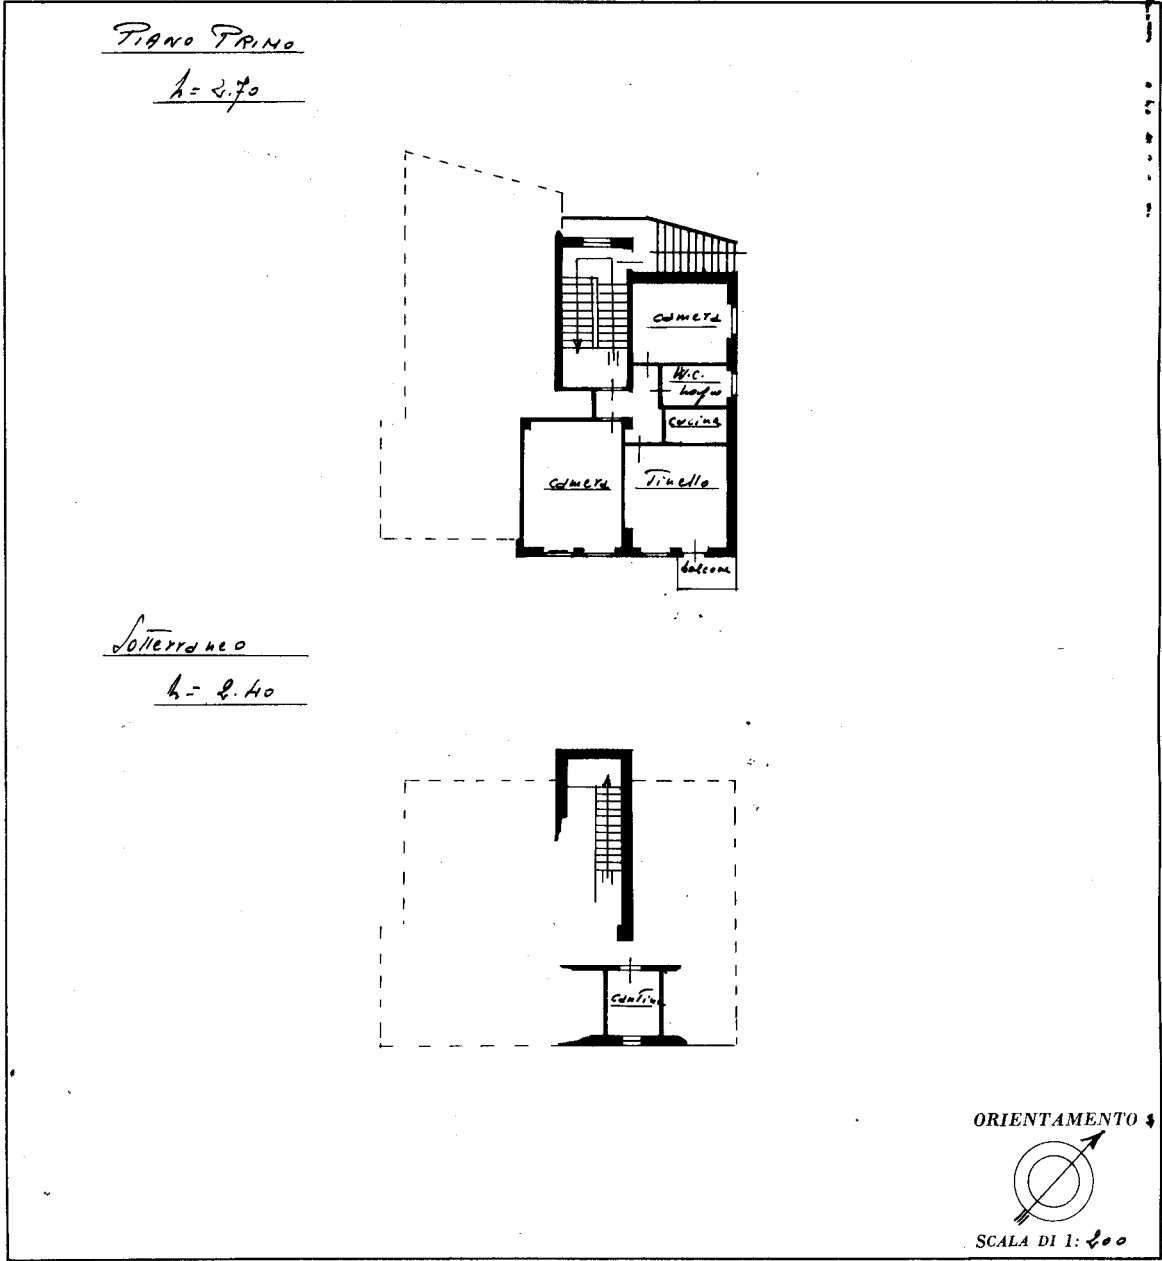 PIANO PRIMO
h = 2.70
camera
W.C.
bagno
cucina
camera
Tinello
balcone
Sotterraneo
h = 2.40
cantina
ORIENTAMENTO
SCALA DI 1: 200